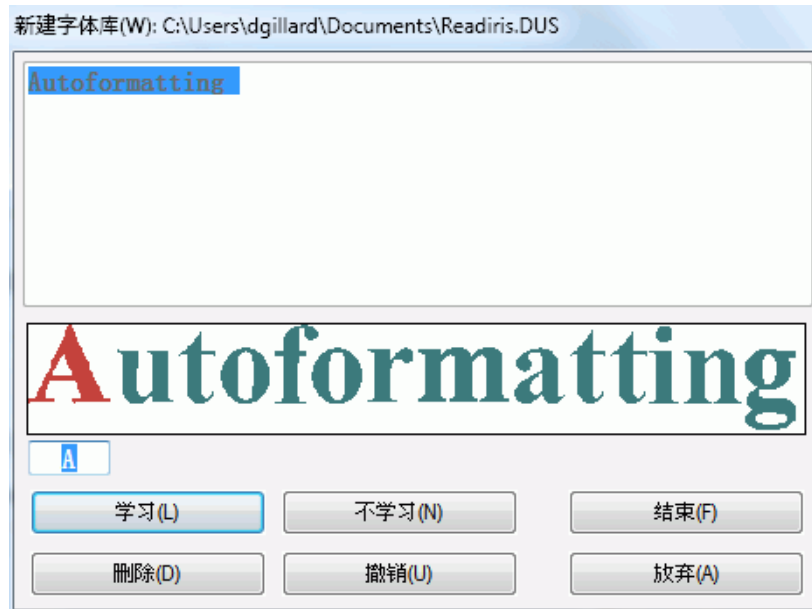 新建字体库(W): C:\Users\dgillard\Documents\Readiris.DUS
Autoformatting
Autoformatting
A
学习(L) 不学习(N) 结束(F)
删除(D) 撤销(U) 放弃(A)